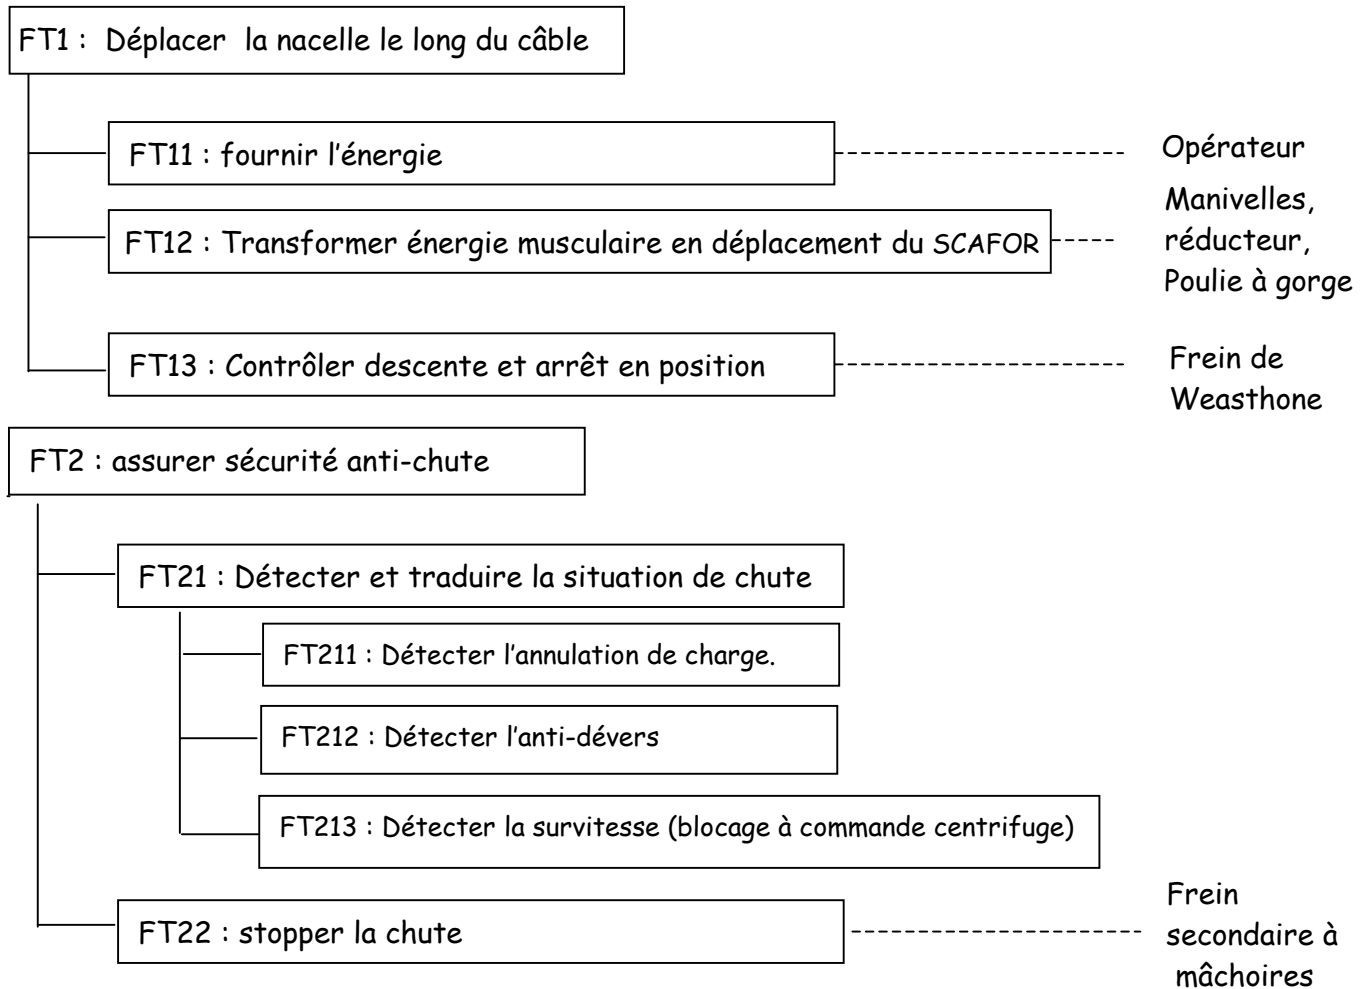 FT1 : Déplacer la nacelle le long du câble
FT11 : fournir l'énergie
Opérateur
FT12 : Transformer énergie musculaire en déplacement du SCAFOR
Manivelles,
réducteur,
Poulie à gorge
FT13 : Contrôler descente et arrêt en position
Frein de
Weasthone
FT2 : assurer sécurité anti-chute
FT21 : Détecter et traduire la situation de chute
FT211 : Détecter l'annulation de charge.
FT212 : Détecter l'anti-dévers
FT213 : Détecter la survitesse (blocage à commande centrifuge)
FT22 : stopper la chute
Frein
secondaire à
mâchoires